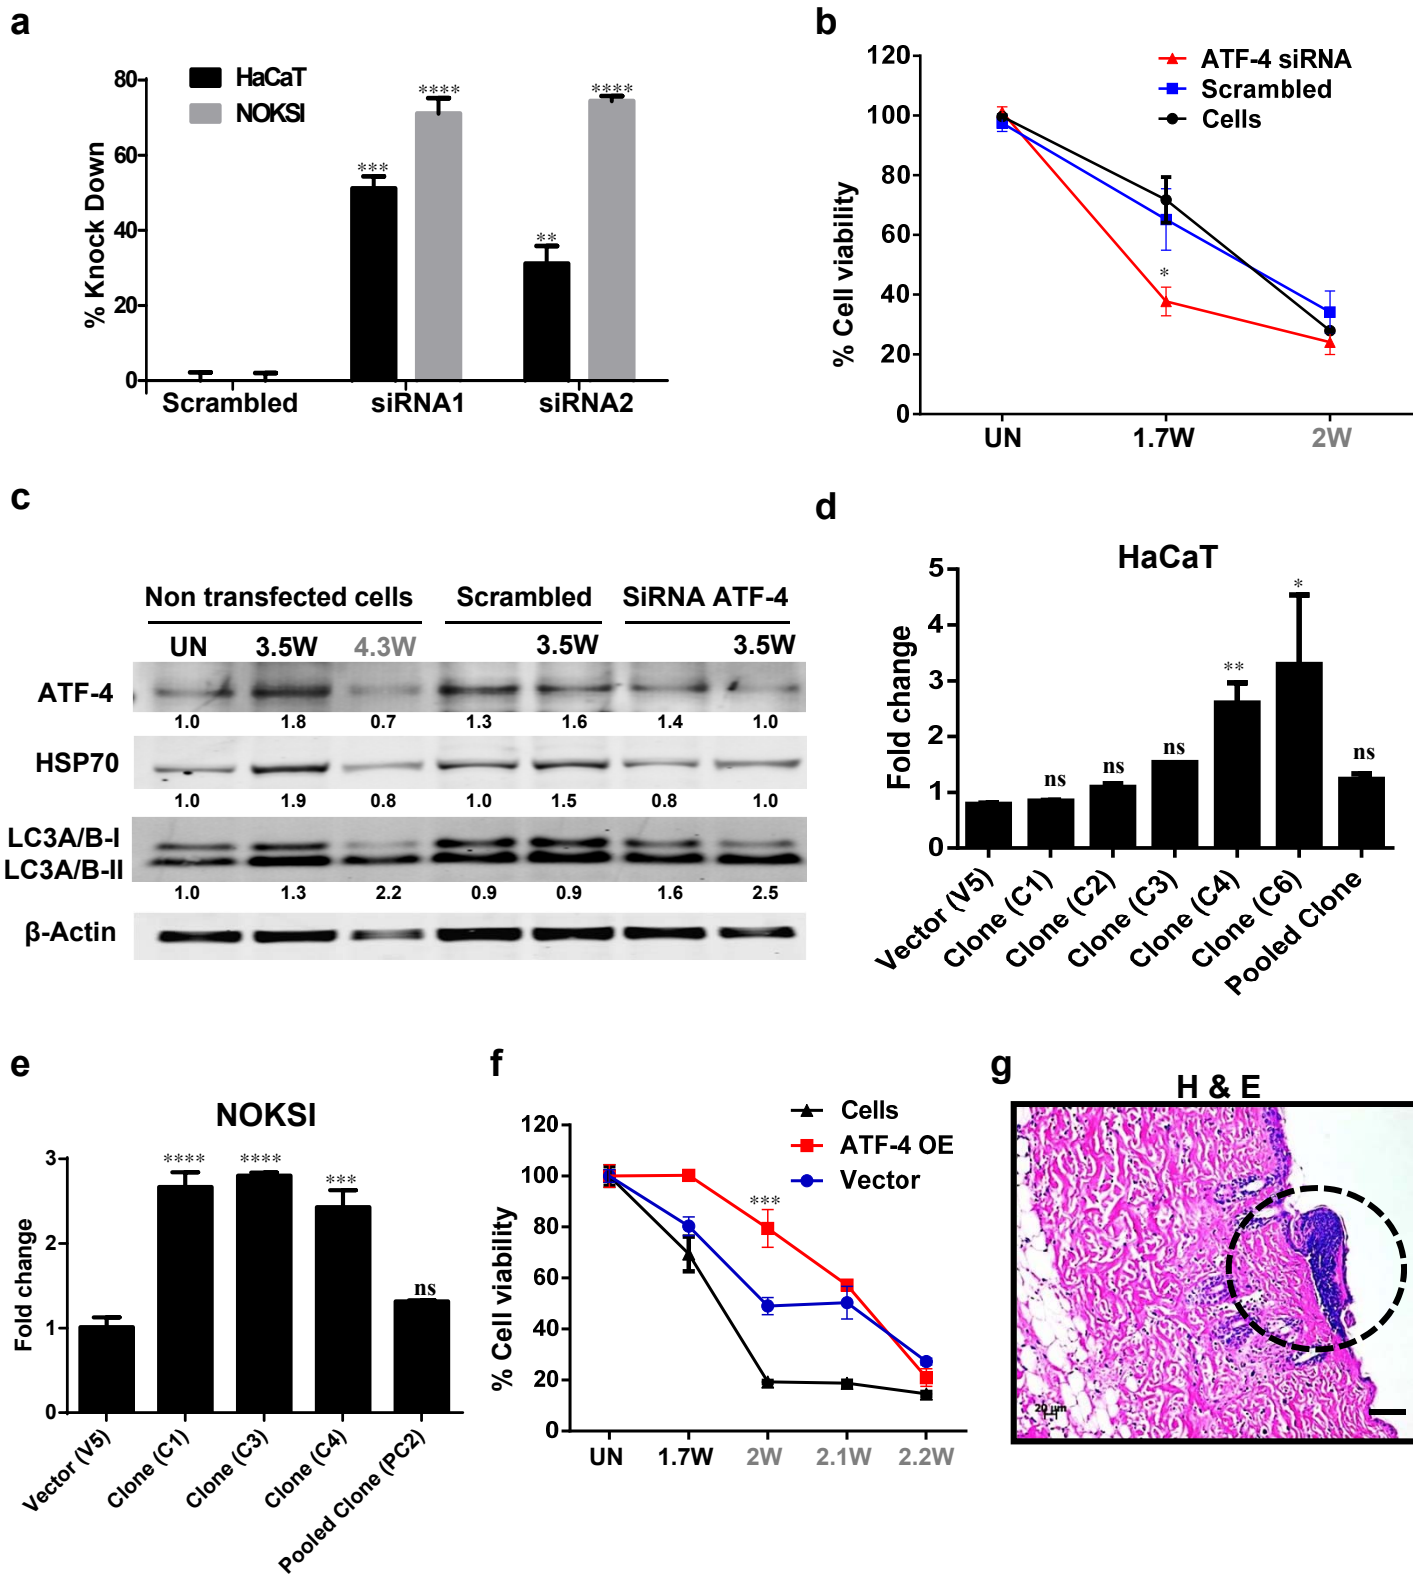 a
HaCaT
NOKSI
% Knock Down
80
60
40
20
0
***
****
**
****
Scrambled
siRNA1
siRNA2
b
ATF-4 siRNA
Scrambled
Cells
% Cell viability
120
100
80
60
40
20
0
*
UN
1.7W
2W
c
Non transfected cells
Scrambled
SiRNA ATF-4
UN
3.5W
4.3W
3.5W
3.5W
ATF-4
1.0
1.8
0.7
1.3
1.6
1.4
1.0
HSP70
1.0
1.9
0.8
1.0
1.5
0.8
1.0
LC3A/B-I
LC3A/B-II
1.0
1.3
2.2
0.9
0.9
1.6
2.5
β-Actin
d
HaCaT
Fold change
5
4
3
2
1
0
ns
ns
ns
**
*
ns
Vector (V5)
Clone (C1)
Clone (C2)
Clone (C3)
Clone (C4)
Clone (C6)
Pooled Clone
e
NOKSI
Fold change
3
2
1
0
****
****
***
ns
Vector (V5)
Clone (C1)
Clone (C3)
Clone (C4)
Pooled Clone (PC2)
f
Cells
ATF-4 OE
Vector
% Cell viability
120
100
80
60
40
20
0
***
UN
1.7W
2W
2.1W
2.2W
g
H & E
20 µm